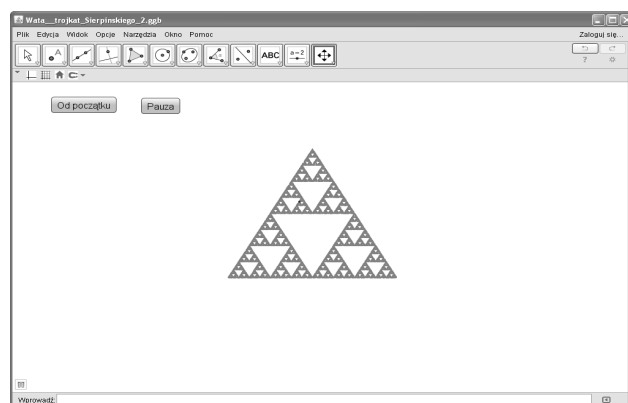 Wata__trojkat_Sierpinskiego_2.ggb
Plik Edycja Widok Opcje Narzędzia Okno Pomoc Zaloguj się...
A ABC a=2
?
Od początku Pauza
Wprowadź: